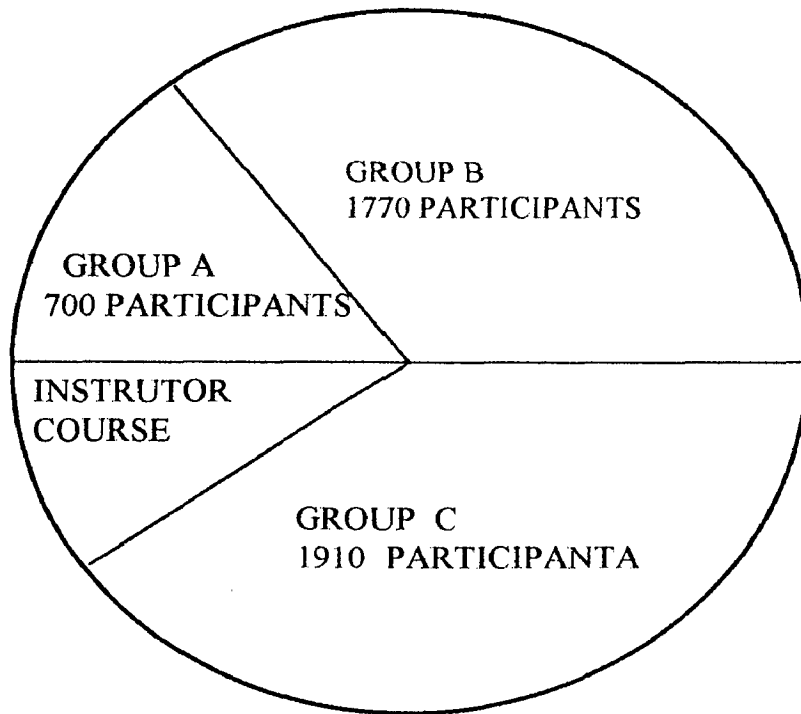 GROUP B
1770 PARTICIPANTS
GROUP A
700 PARTICIPANTS
INSTRUTOR
COURSE
GROUP C
1910 PARTICIPANTA